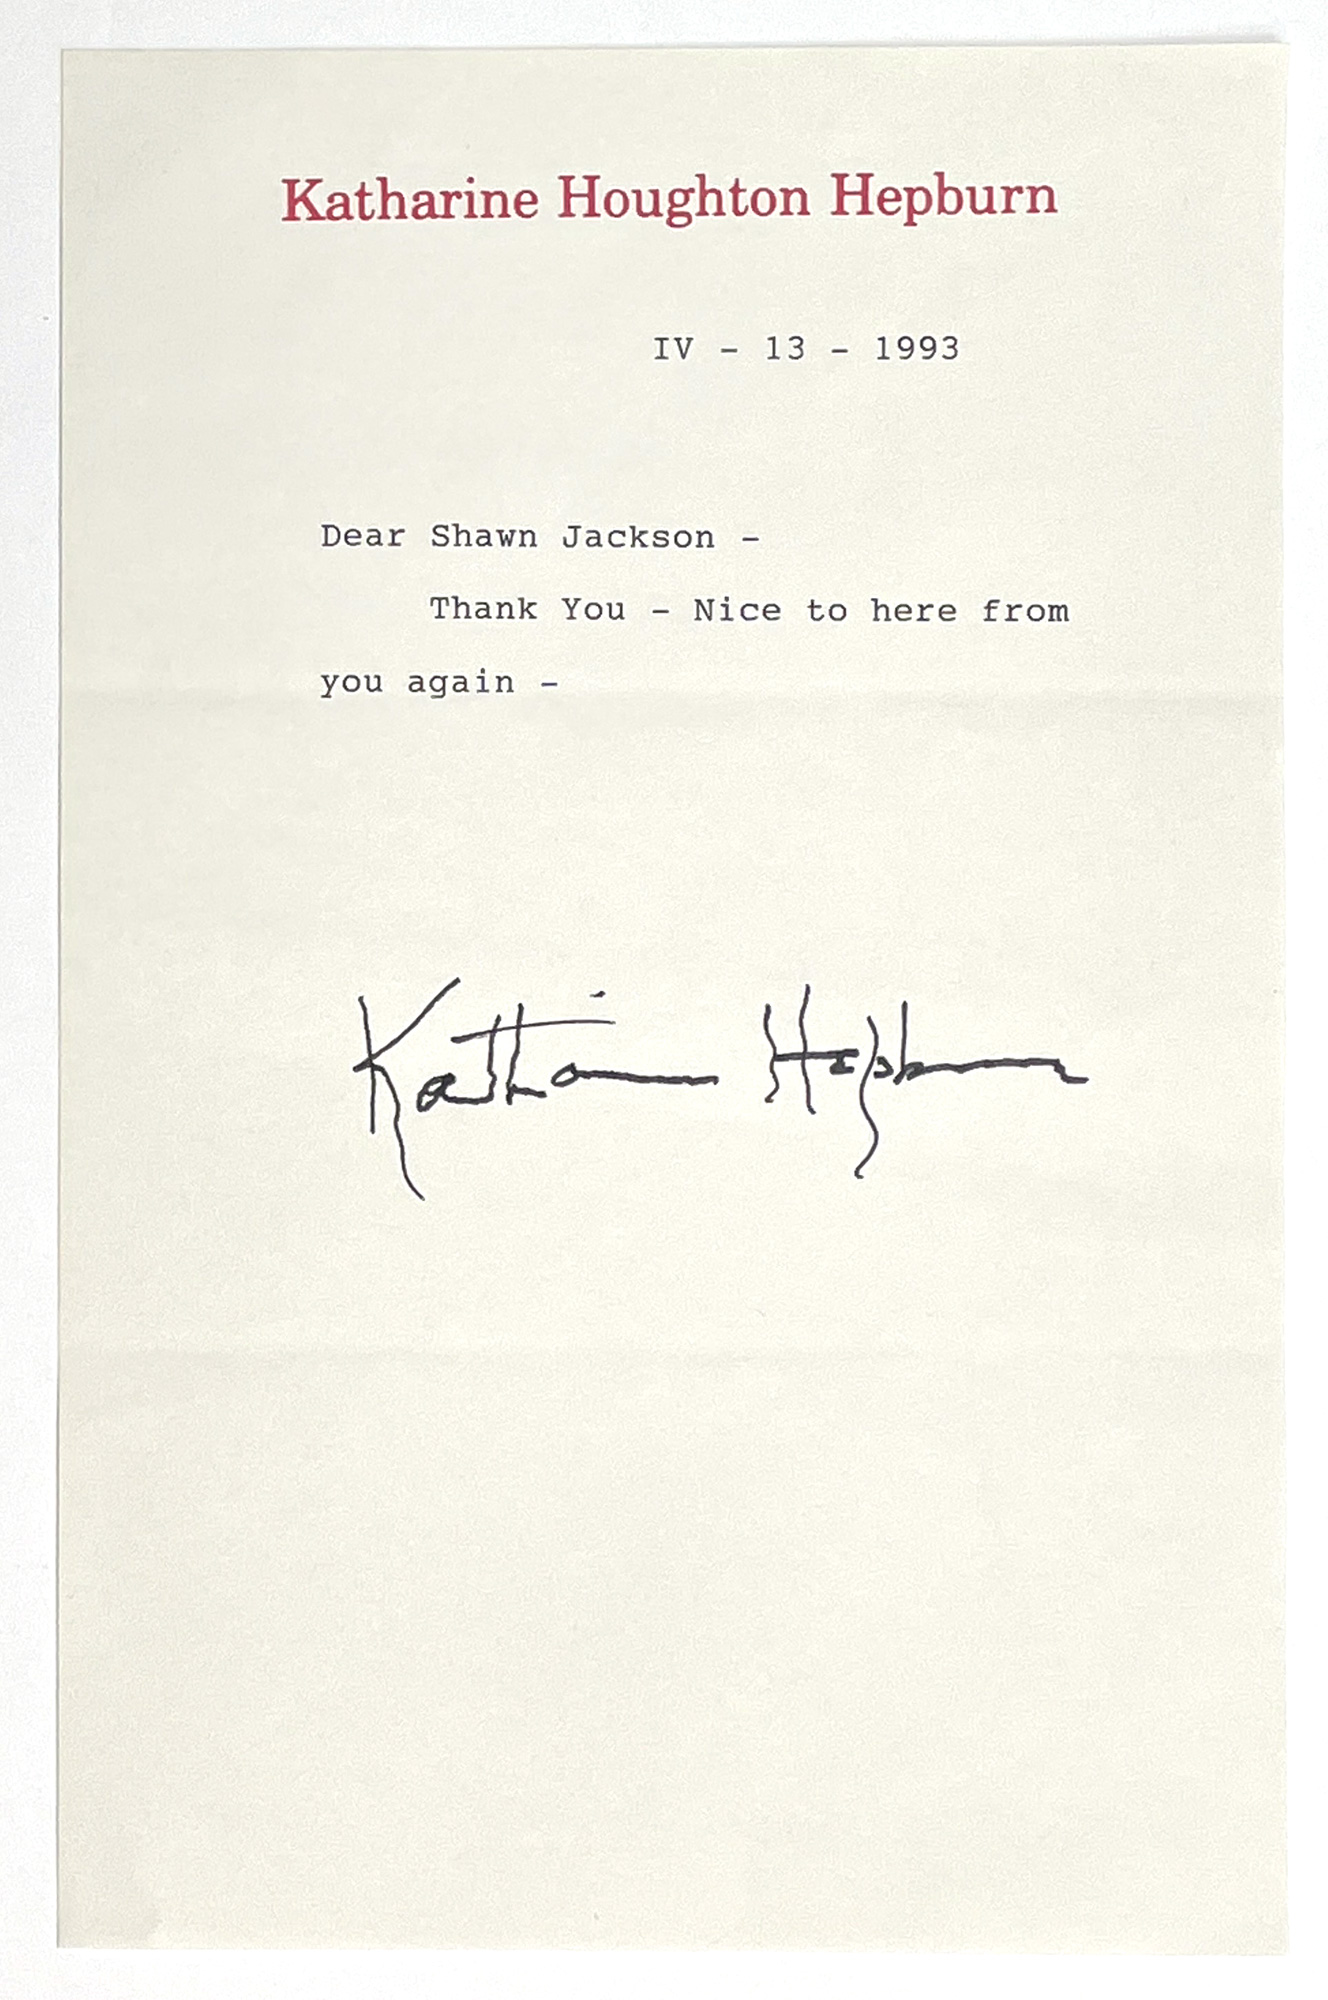 Katharine Houghton Hepburn
IV - 13 - 1993
Dear Shawn Jackson -
Thank You - Nice to here from
you again -
Katharine Hepburn